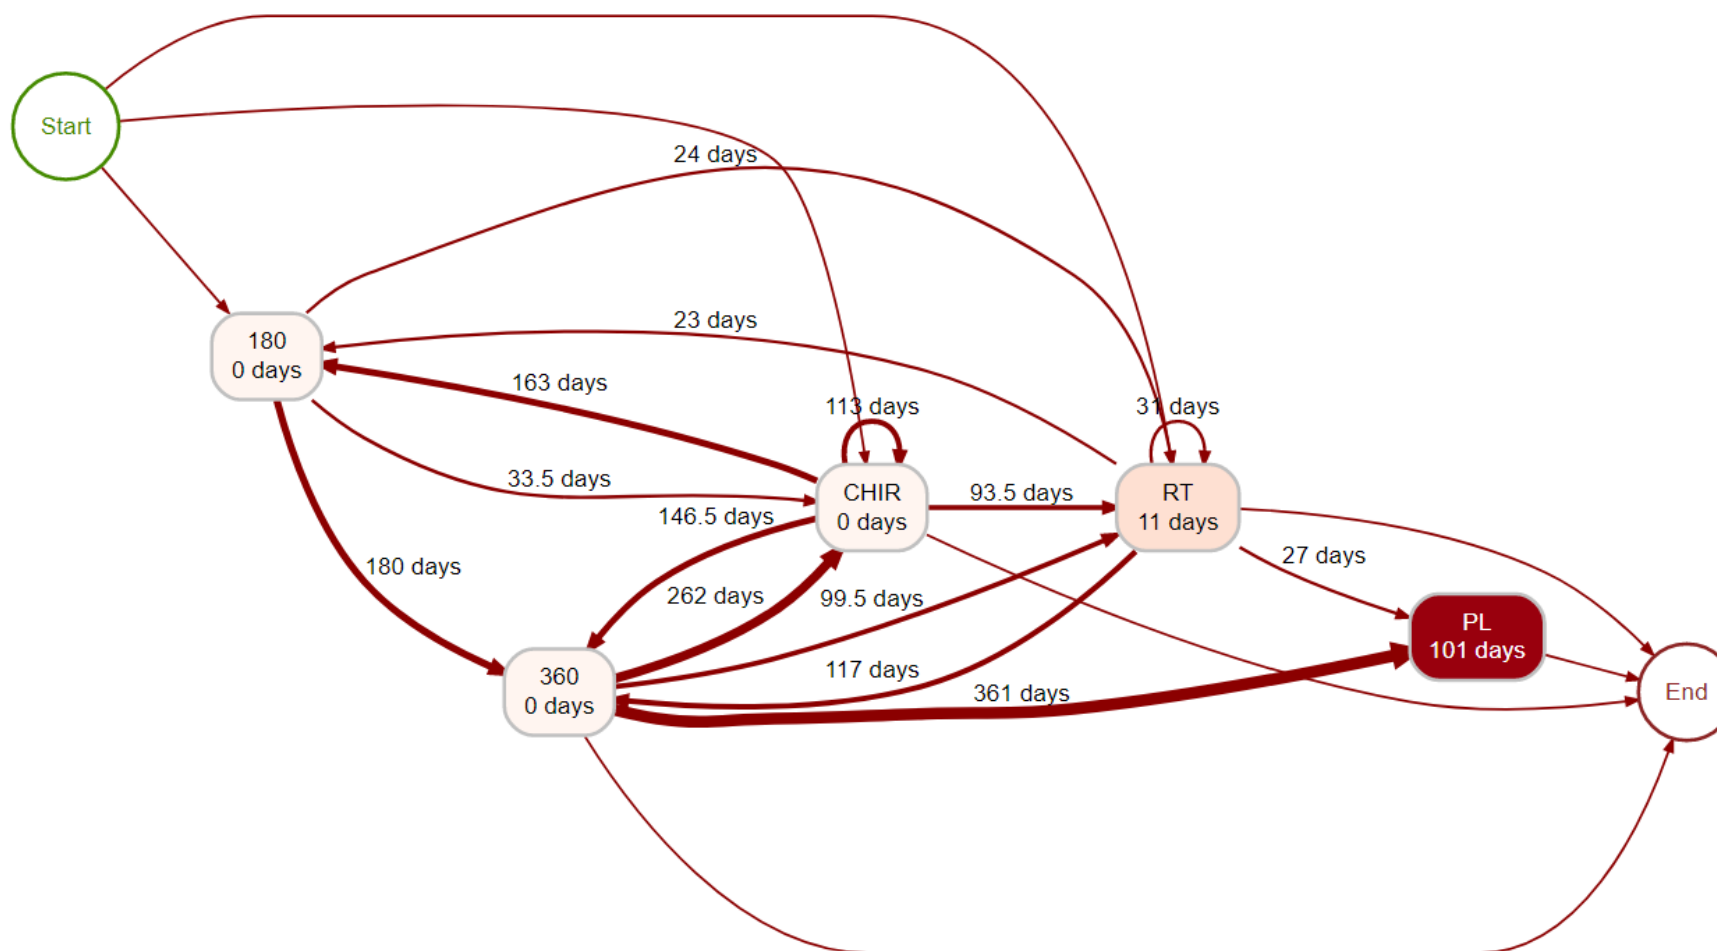 Start
24 days
23 days
180
0 days
163 days
113 days
31 days
33.5 days
CHIR
0 days
93.5 days
RT
11 days
146.5 days
180 days
262 days
99.5 days
27 days
PL
101 days
360
0 days
117 days
361 days
End